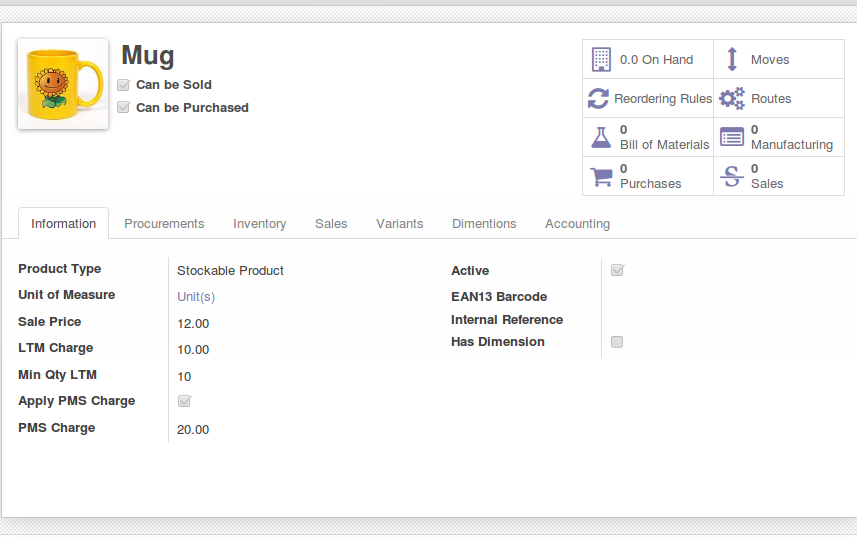 Mug
Can be Sold
Can be Purchased
0.0 On Hand
Moves
Reordering Rules
Routes
0
Bill of Materials
0
Manufacturing
0
Purchases
0
Sales
Information Procurements Inventory Sales Variants Dimentions Accounting
Product Type Stockable Product
Unit of Measure Unit(s)
Sale Price 12.00
LTM Charge 10.00
Min Qty LTM 10
Apply PMS Charge
PMS Charge 20.00
Active
EAN13 Barcode
Internal Reference
Has Dimension